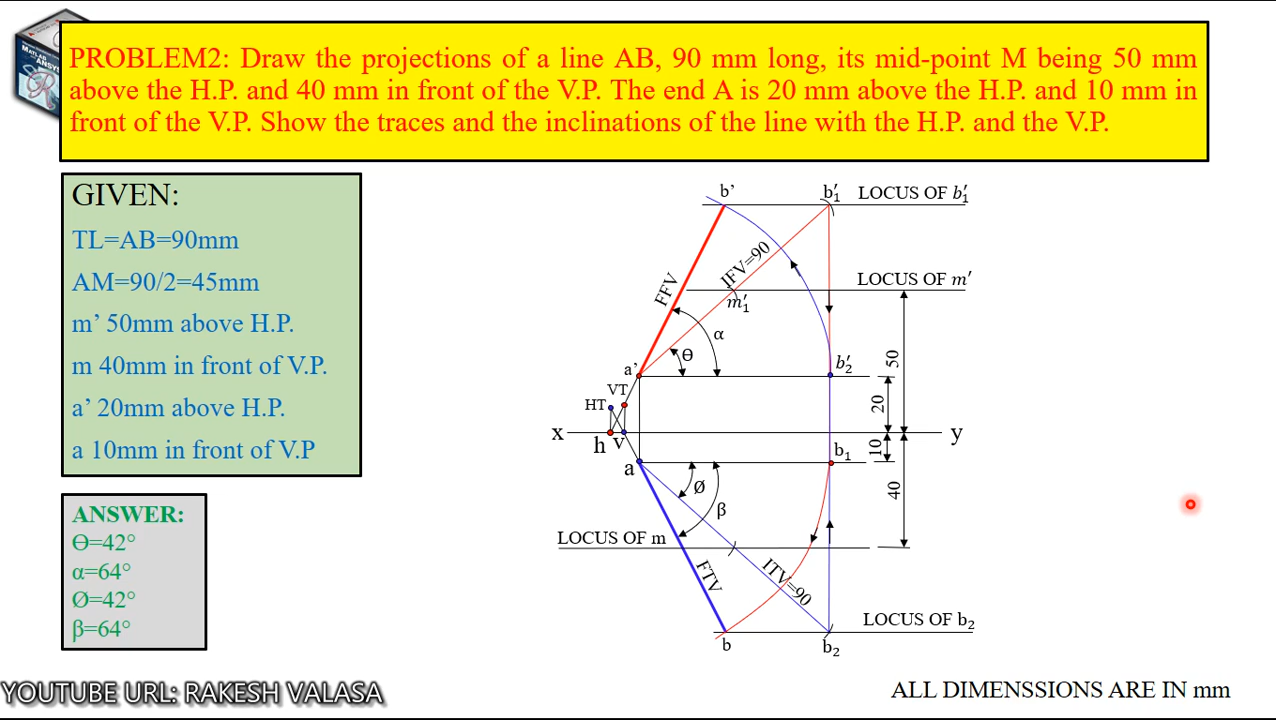 PROBLEM2: Draw the projections of a line AB, 90 mm long, its mid-point M being 50 mm
above the H.P. and 40 mm in front of the V.P. The end A is 20 mm above the H.P. and 10 mm in
front of the V.P. Show the traces and the inclinations of the line with the H.P. and the V.P.
GIVEN:
TL=AB=90mm
AM=90/2=45mm
m’ 50mm above H.P.
m 40mm in front of V.P.
a’ 20mm above H.P.
a 10mm in front of V.P
ANSWER:
Ө=42°
α=64°
Ø=42°
β=64°
b’
b₁′
LOCUS OF b₁′
IFV=90
FFV
LOCUS OF m′
m₁′
α
Ө
a’
b₂′
50
20
VT
HT
x
y
h
v
10
b₁
a
Ø
β
40
LOCUS OF m
FTV
ITV=90
LOCUS OF b₂
b
b₂
YOUTUBE URL: RAKESH VALASA
ALL DIMENSSIONS ARE IN mm